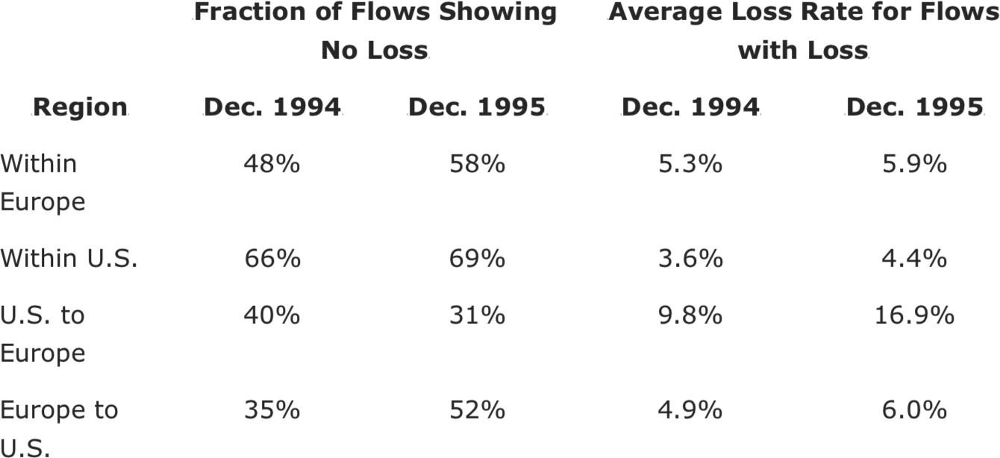 Fraction of Flows Showing Average Loss Rate for Flows
No Loss with Loss
Region Dec. 1994 Dec. 1995 Dec. 1994 Dec. 1995
Within 48% 58% 5.3% 5.9%
Europe
Within U.S. 66% 69% 3.6% 4.4%
U.S. to 40% 31% 9.8% 16.9%
Europe
Europe to 35% 52% 4.9% 6.0%
U.S.